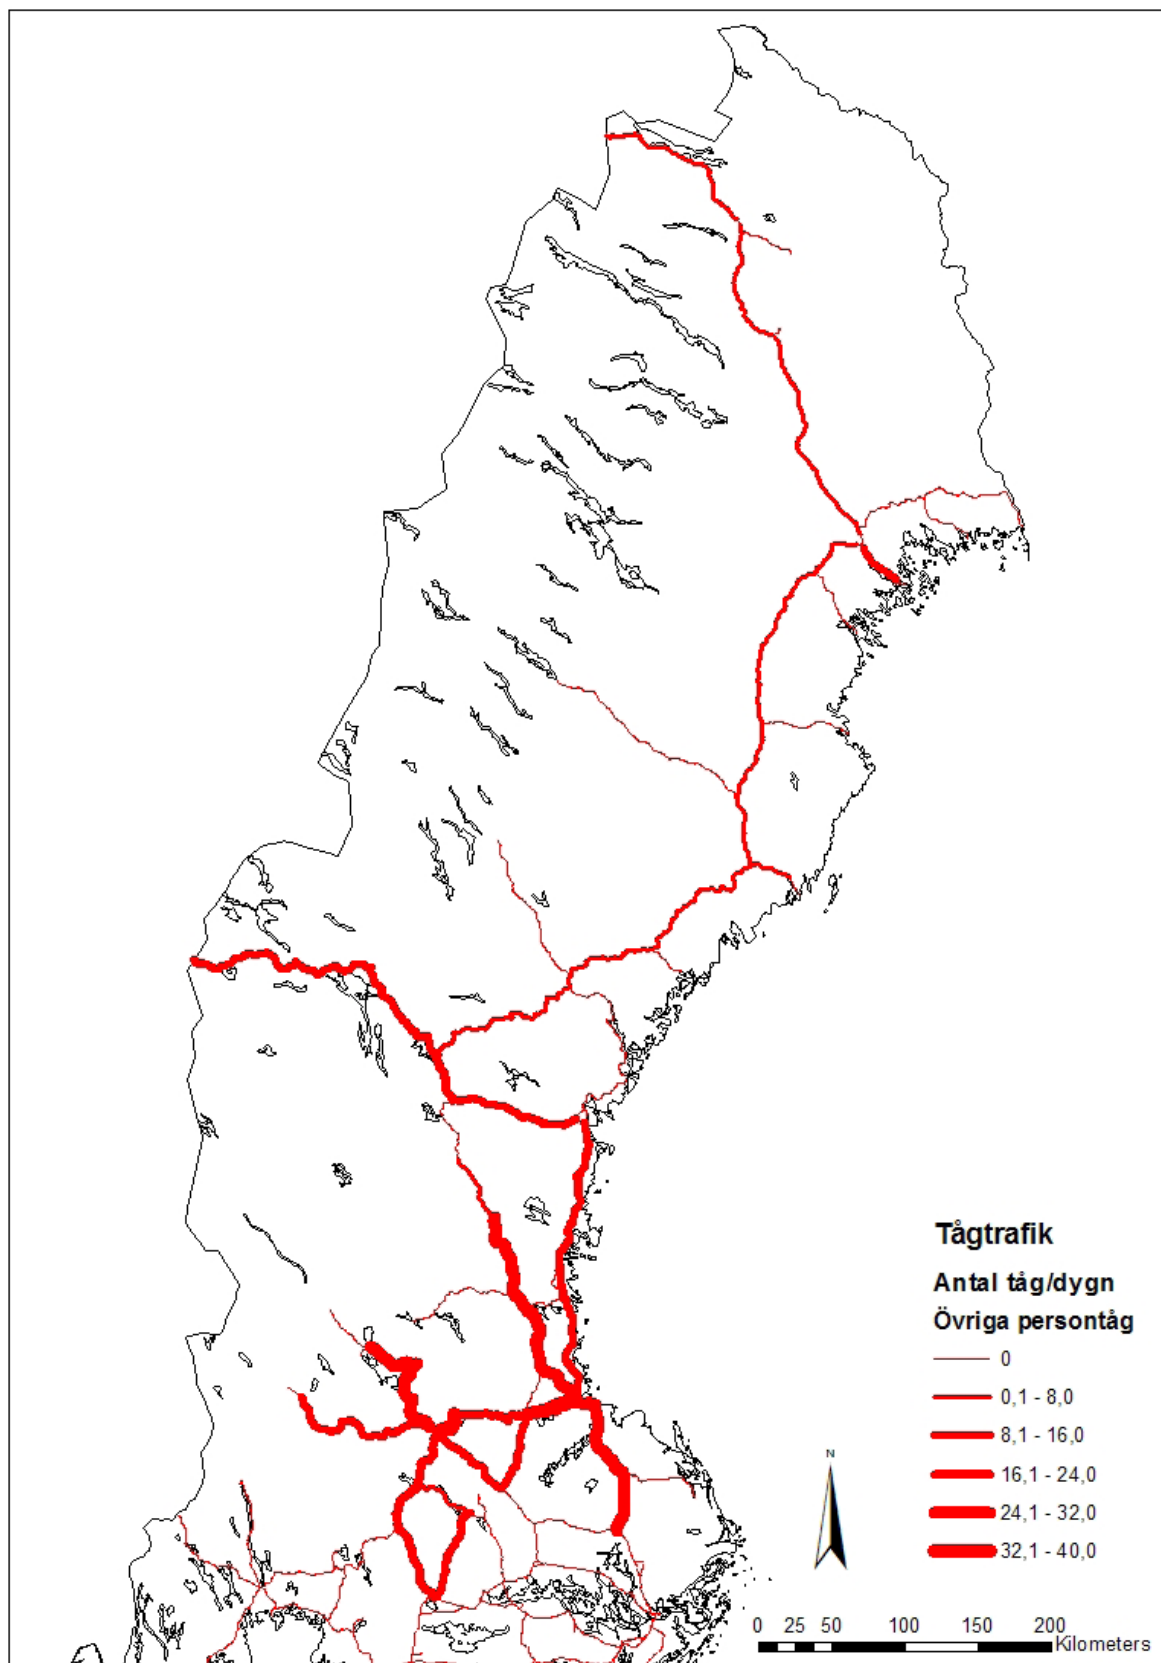 Tågtrafik
Antal tåg/dygn
Övriga persontåg
0
0,1 - 8,0
8,1 - 16,0
16,1 - 24,0
24,1 - 32,0
32,1 - 40,0
N
0 25 50 100 150 200
Kilometers